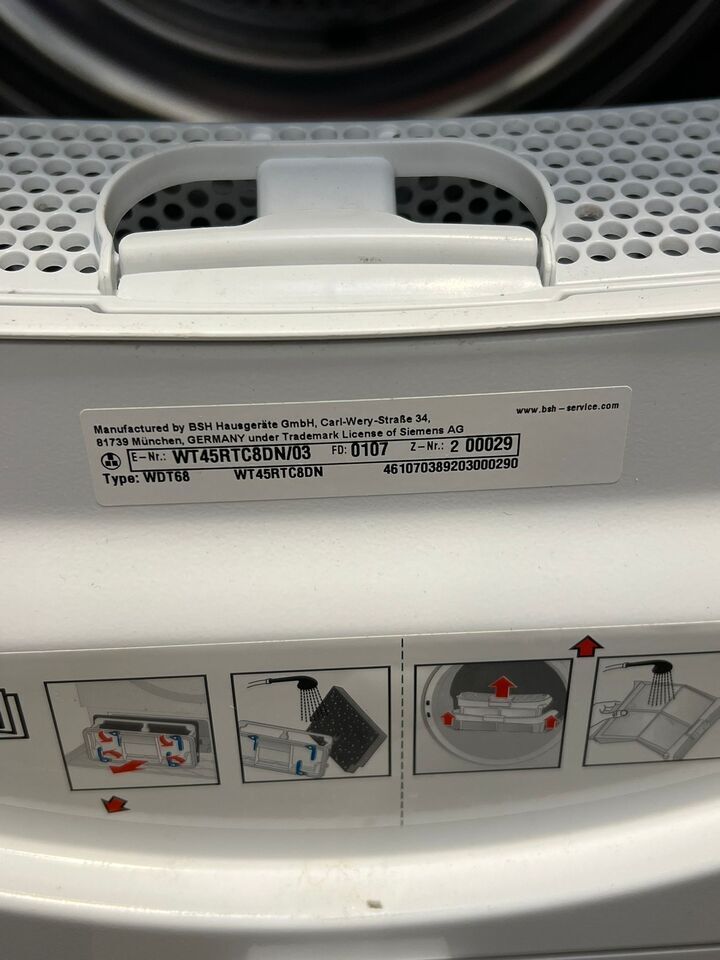 Manufactured by BSH Hausgeräte GmbH, Carl-Wery-Straße 34,
www.bsh-service.com
81739 München, GERMANY under Trademark License of Siemens AG
E-Nr.: WT45RTC8DN/03 FD: 0107 Z-Nr.: 2 00029
Type: WDT68 WT45RTC8DN 461070389203000290